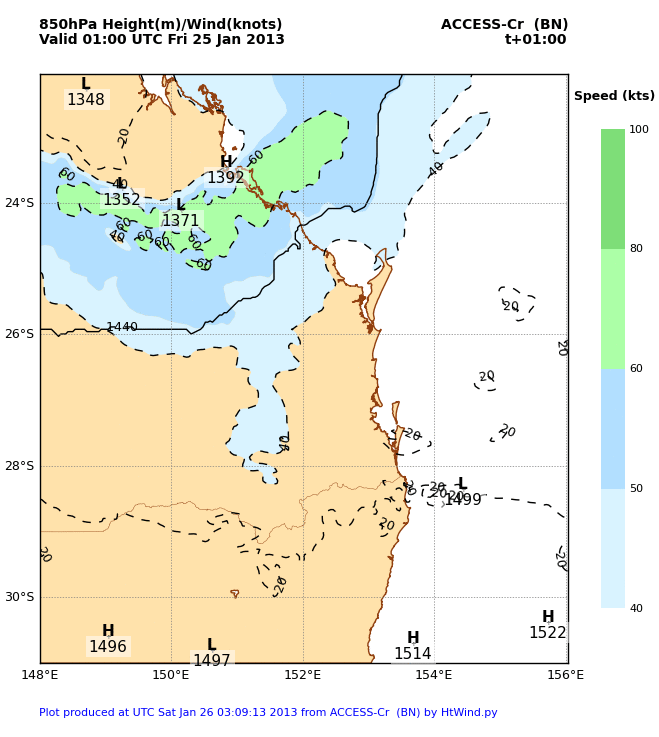 850hPa Height(m)/Wind(knots)
ACCESS-Cr (BN)
Valid 01:00 UTC Fri 25 Jan 2013
t+01:00
Speed (kts)
L
1348
100
20
60
H
1392
60
40
40
L
1352
24°S
L
1371
60
40
60
60
60
60
80
20
1440
26°S
20
60
20
20
20
40
28°S
50
20
20
20
20
L
1499
20
20
20
20
20
30°S
40
H
1496
L
1497
H
1514
H
1522
148°E
150°E
152°E
154°E
156°E
Plot produced at UTC Sat Jan 26 03:09:13 2013 from ACCESS-Cr (BN) by HtWind.py